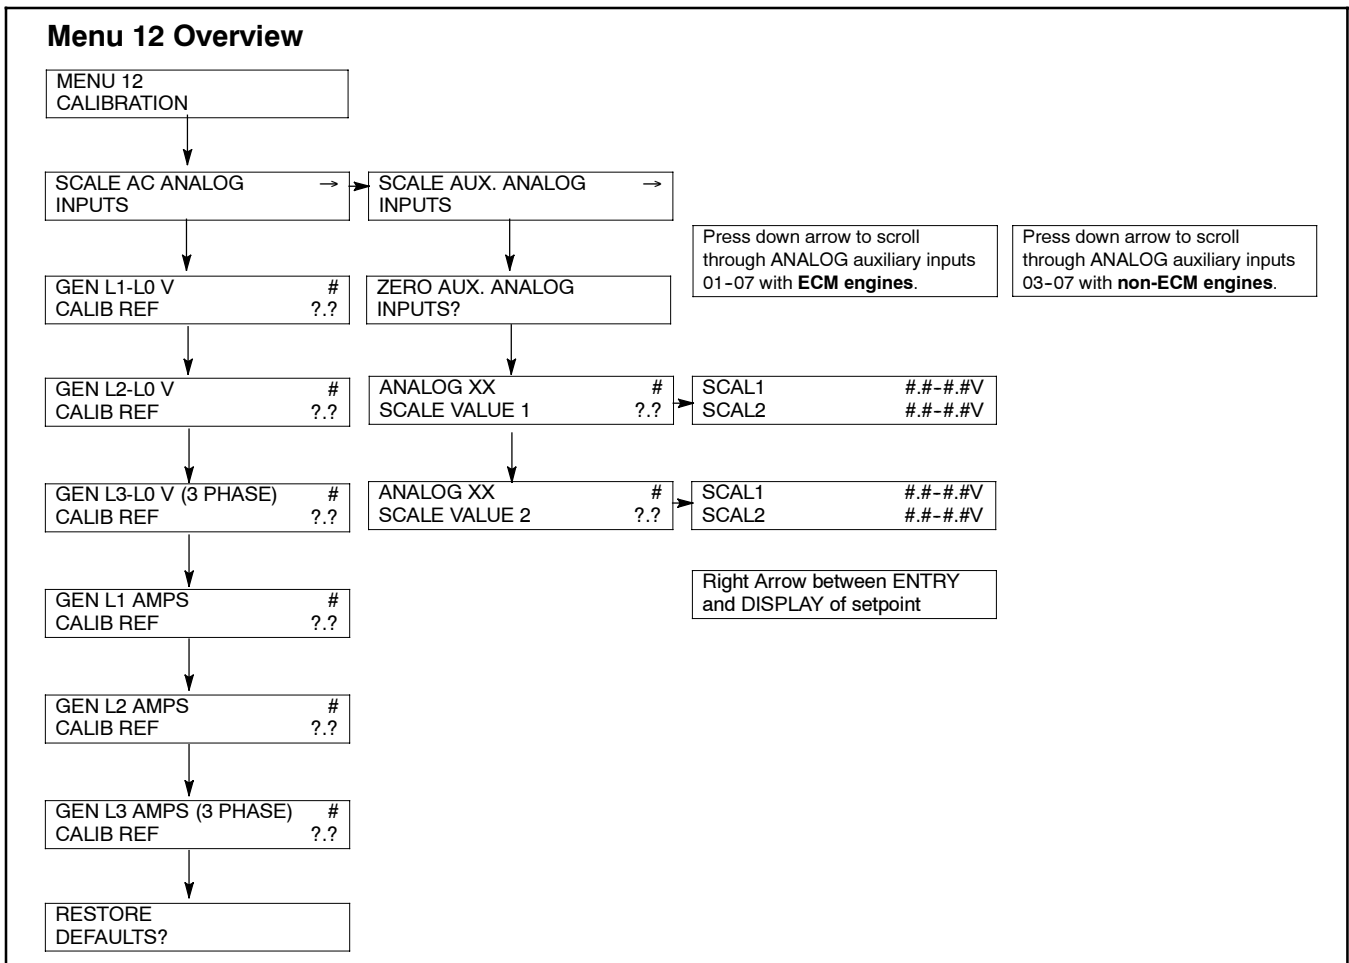 Menu 12 Overview
MENU 12
CALIBRATION
SCALE AC ANALOG →
INPUTS
SCALE AUX. ANALOG →
INPUTS
Press down arrow to scroll
through ANALOG auxiliary inputs
01--07 with ECM engines.
Press down arrow to scroll
through ANALOG auxiliary inputs
03--07 with non-ECM engines.
GEN L1-L0 V #
CALIB REF ?.?
ZERO AUX. ANALOG
INPUTS?
GEN L2-L0 V #
CALIB REF ?.?
ANALOG XX #
SCALE VALUE 1 ?.?
SCAL1 #.#--#.#V
SCAL2 #.#--#.#V
GEN L3-L0 V (3 PHASE) #
CALIB REF ?.?
ANALOG XX #
SCALE VALUE 2 ?.?
SCAL1 #.#--#.#V
SCAL2 #.#--#.#V
Right Arrow between ENTRY
and DISPLAY of setpoint
GEN L1 AMPS #
CALIB REF ?.?
GEN L2 AMPS #
CALIB REF ?.?
GEN L3 AMPS (3 PHASE) #
CALIB REF ?.?
RESTORE
DEFAULTS?